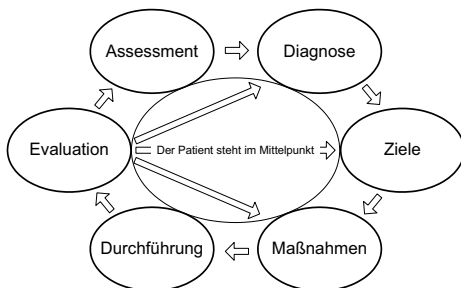 Assessment
Diagnose
Evaluation
Der Patient steht im Mittelpunkt
Ziele
Durchführung
Maßnahmen